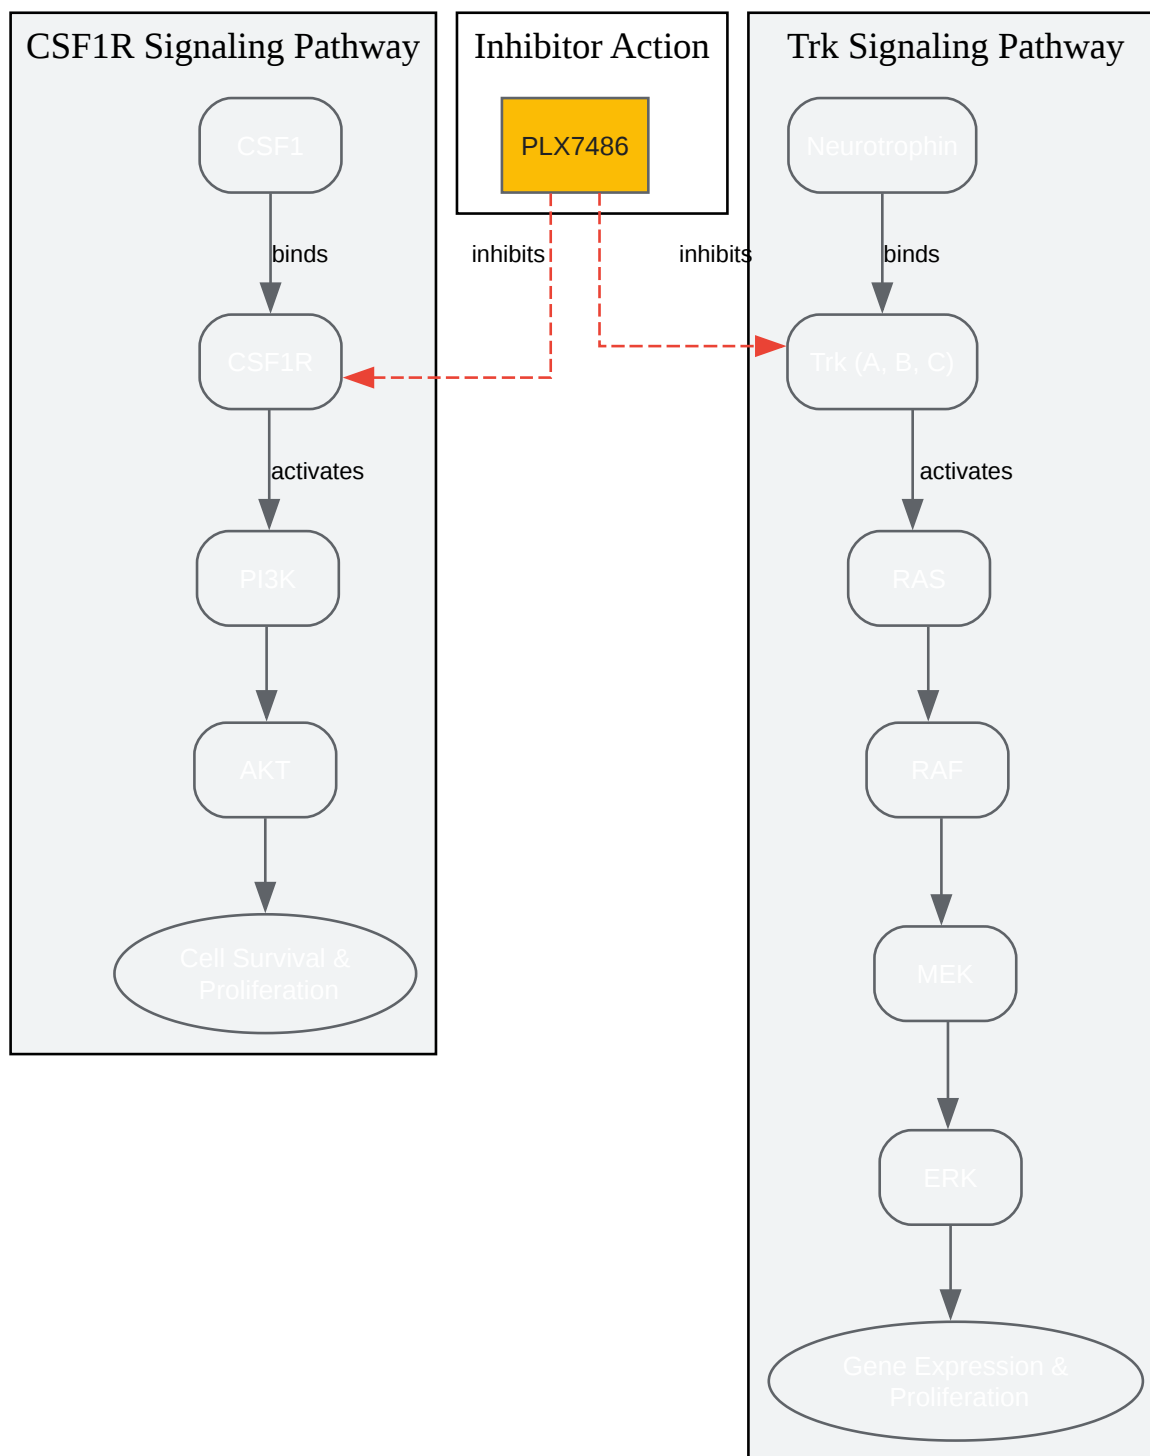 CSF1R Signaling Pathway
CSF1
binds
CSF1R
activates
PI3K
AKT
Cell Survival &
Proliferation
Inhibitor Action
PLX7486
inhibits
inhibits
Trk Signaling Pathway
Neurotrophin
binds
Trk (A, B, C)
activates
RAS
RAF
MEK
ERK
Gene Expression &
Proliferation